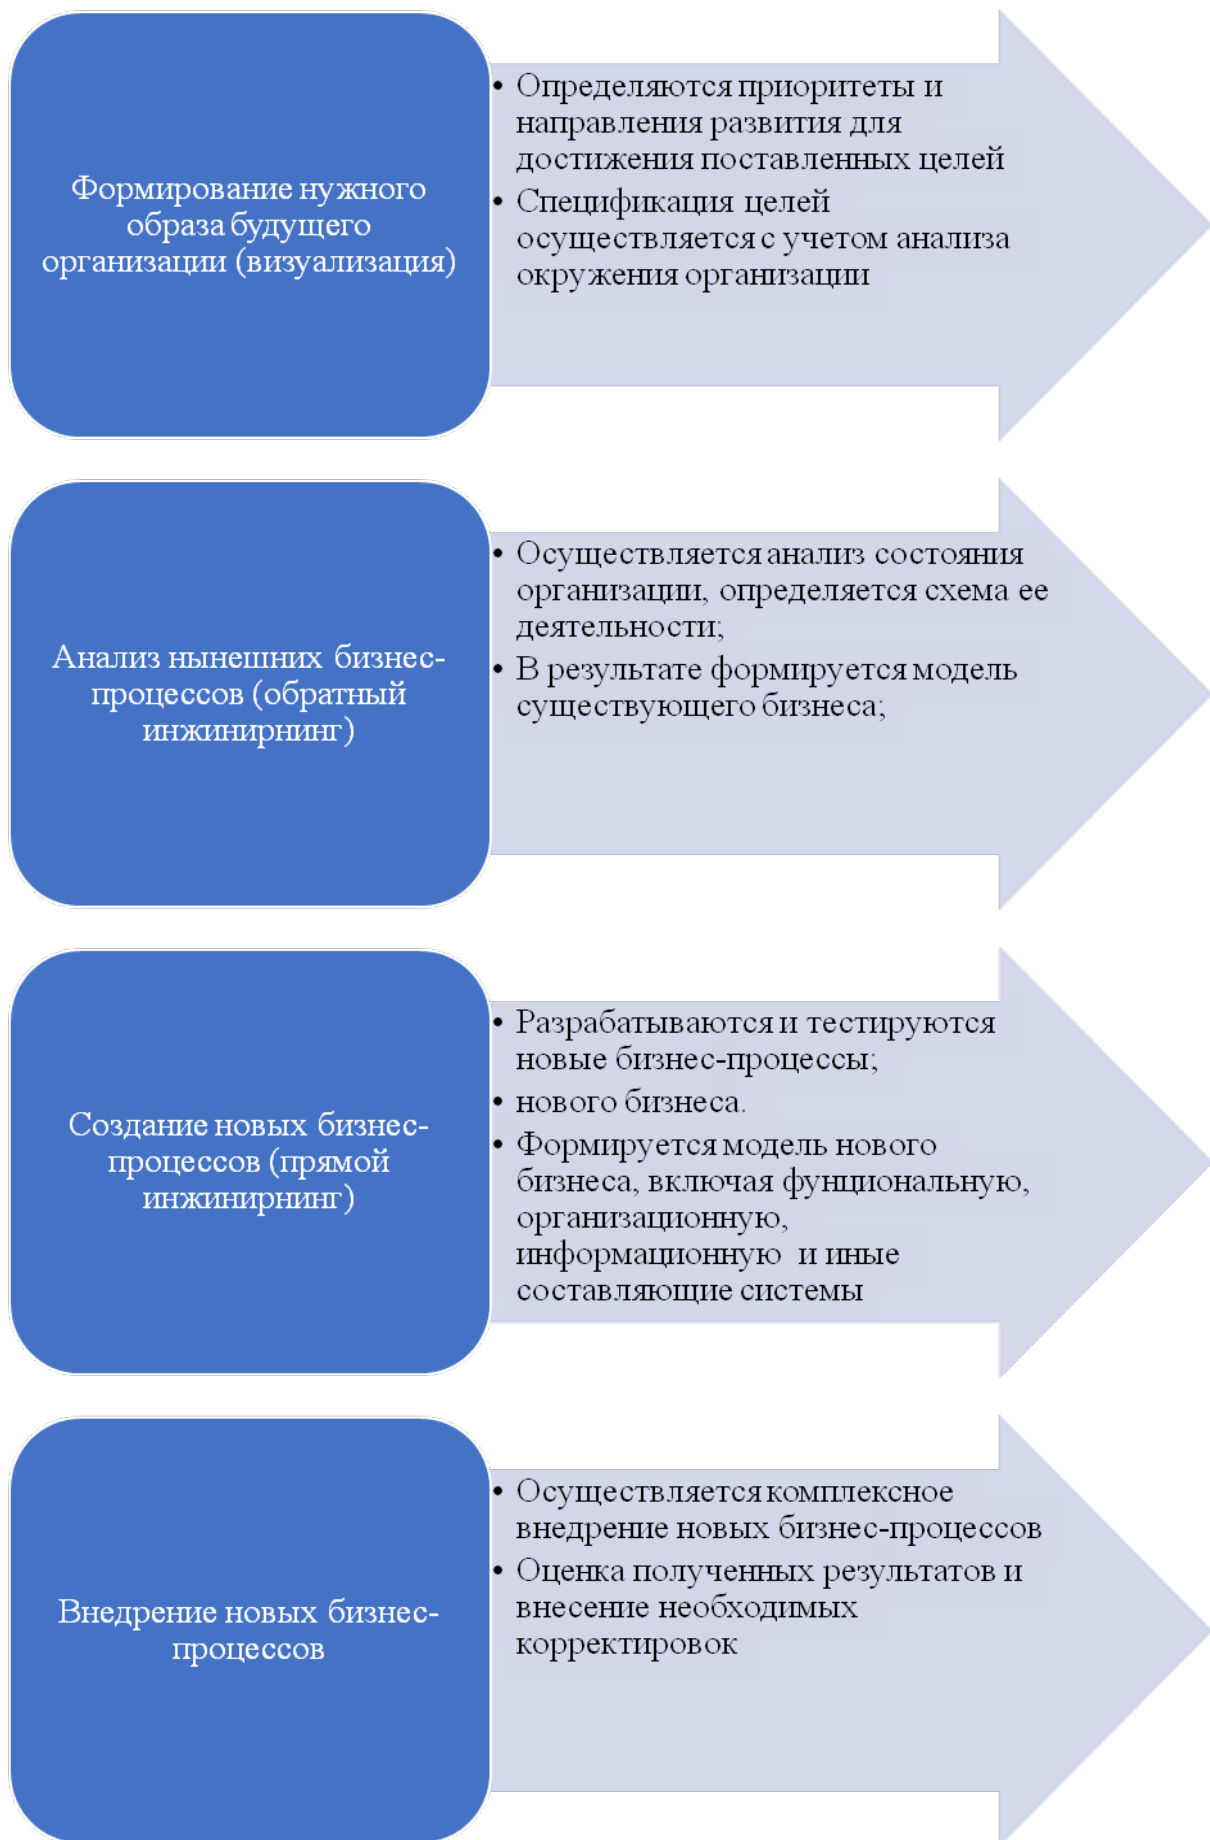 Формирование нужного
образа будущего
организации (визуализация)
• Определяются приоритеты и
направления развития для
достижения поставленных целей
• Спецификация целей
осуществляется с учетом анализа
окружения организации
Анализ нынешних бизнес-
процессов (обратный
инжинирнинг)
• Осуществляется анализ состояния
организации, определяется схема ее
деятельности;
• В результате формируется модель
существующего бизнеса;
Создание новых бизнес-
процессов (прямой
инжинирнинг)
• Разрабатываются и тестируются
новые бизнес-процессы;
• нового бизнеса.
• Формируется модель нового
бизнеса, включая фунциональную,
организационную,
информационную и иные
составляющие системы
Внедрение новых бизнес-
процессов
• Осуществляется комплексное
внедрение новых бизнес-процессов
• Оценка полученных результатов и
внесение необходимых
корректировок